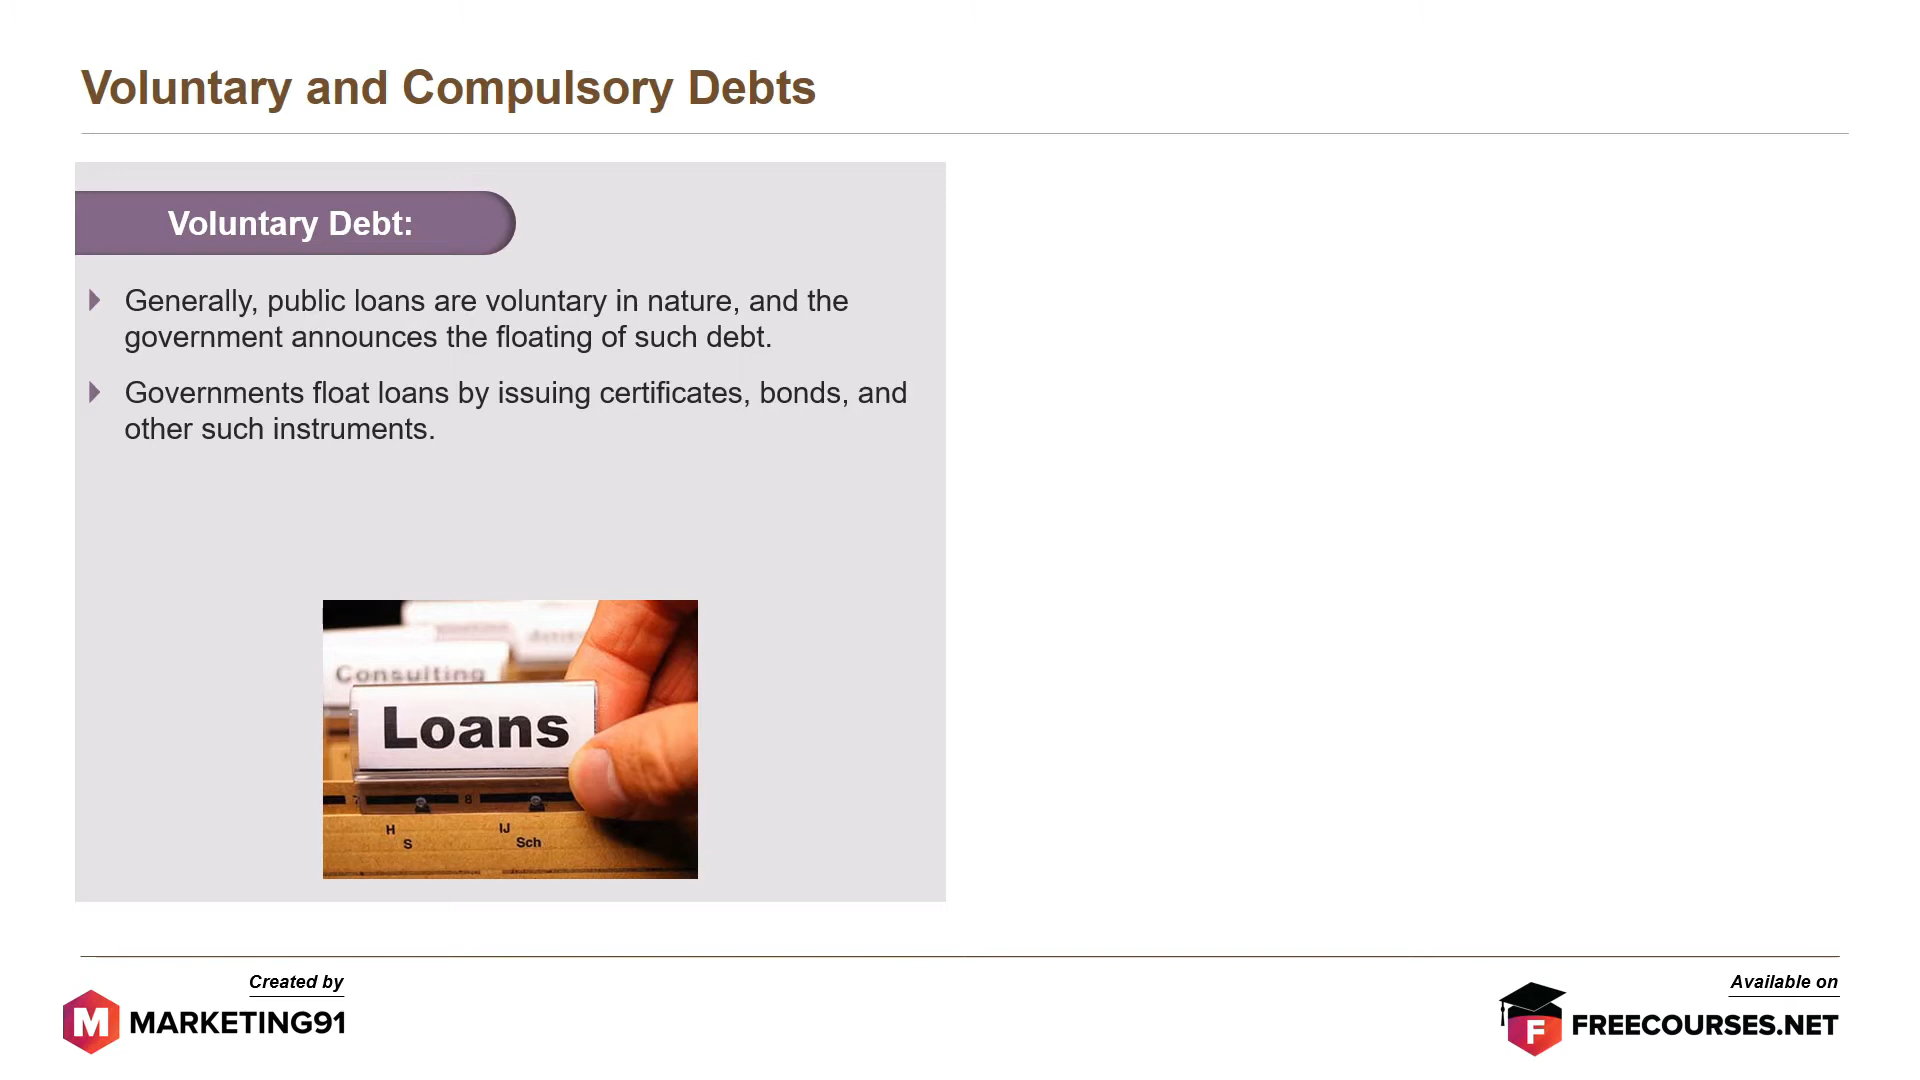 Voluntary and Compulsory Debts
Voluntary Debt:
Generally, public loans are voluntary in nature, and the
government announces the floating of such debt.
Governments float loans by issuing certificates, bonds, and
other such instruments.
Consulting
Loans
7
8
H
IJ
S
Sch
Created by
M MARKETING91
Available on
F FREECOURSES.NET